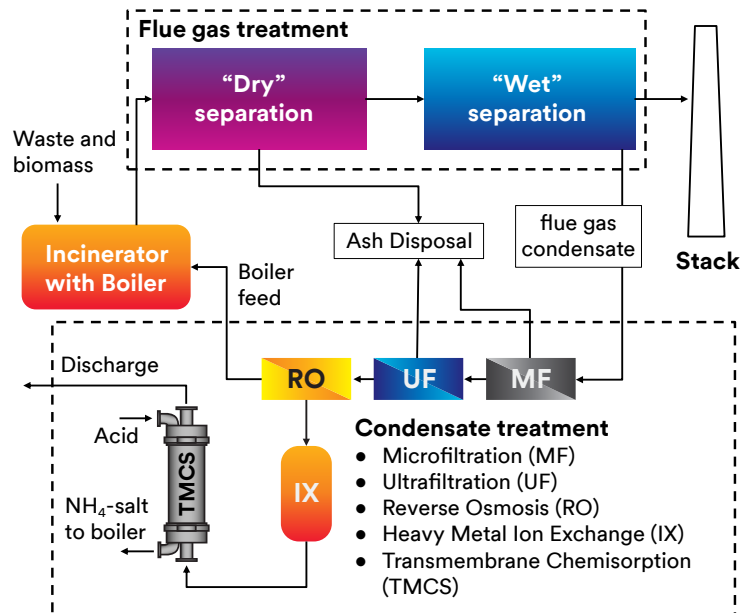 Flue gas treatment
“Dry”
separation
“Wet”
separation
Waste and
biomass
Incinerator
with Boiler
Ash Disposal
flue gas
condensate
Stack
Boiler
feed
Discharge
RO
UF
MF
Acid
TMCS
NH₄-salt
to boiler
IX
Condensate treatment
● Microfiltration (MF)
● Ultrafiltration (UF)
● Reverse Osmosis (RO)
● Heavy Metal Ion Exchange (IX)
● Transmembrane Chemisorption
(TMCS)